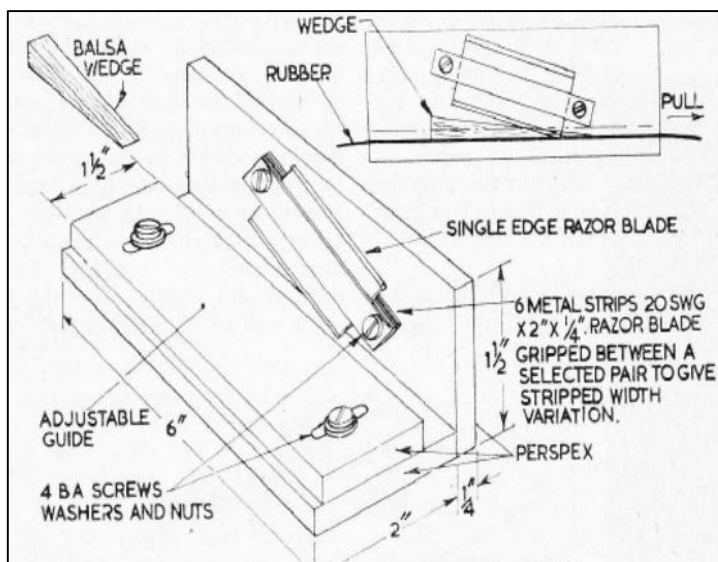 BALSA
WEDGE
WEDGE
RUBBER
PULL
1½"
SINGLE EDGE RAZOR BLADE
6 METAL STRIPS 20 SWG
X 2" X ¼". RAZOR BLADE
GRIPPED BETWEEN A
SELECTED PAIR TO GIVE
STRIPPED WIDTH
VARIATION.
1½"
ADJUSTABLE
GUIDE
6"
PERSPEX
4 B A SCREWS
WASHERS AND NUTS
2"
¼"